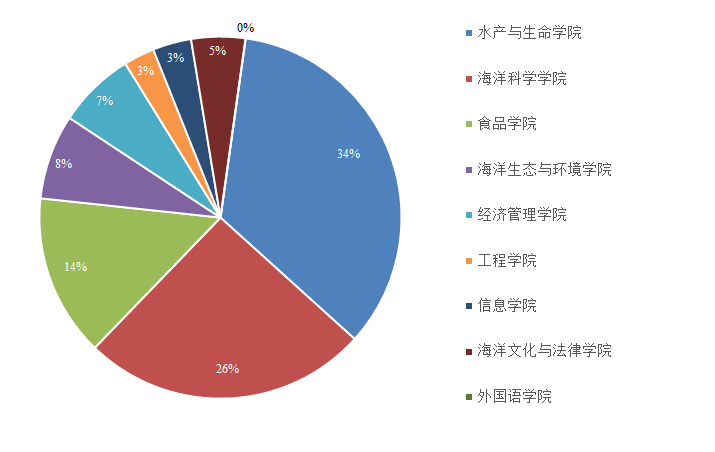 0%
5%
3%
3%
7%
8%
14%
26%
34%
水产与生命学院
海洋科学学院
食品学院
海洋生态与环境学院
经济管理学院
工程学院
信息学院
海洋文化与法律学院
外国语学院